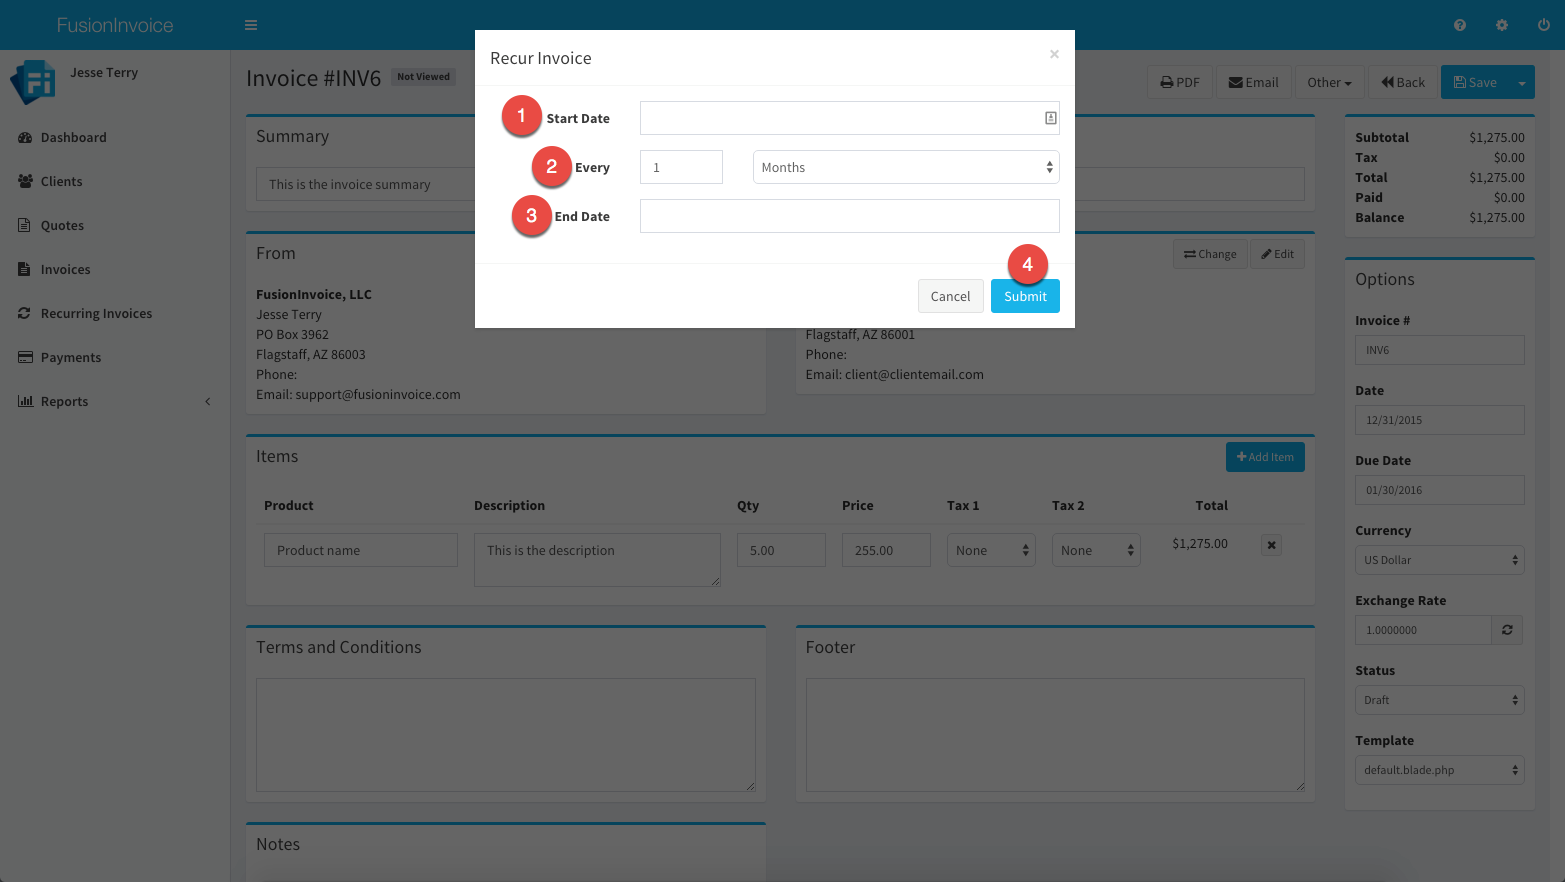 FusionInvoice
Jesse Terry
Dashboard
Clients
Quotes
Invoices
Recurring Invoices
Payments
Reports
Invoice #INV6 Not Viewed
PDF Email Other Back Save
Recur Invoice ×
1 Start Date
2 Every 1 Months
3 End Date
4
Cancel Submit
Summary
This is the invoice summary
From
FusionInvoice, LLC
Jesse Terry
PO Box 3962
Flagstaff, AZ 86003
Phone:
Email: support@fusioninvoice.com
Change Edit
Flagstaff, AZ 86001
Phone:
Email: client@clientemail.com
Items
Add Item
Product Description Qty Price Tax 1 Tax 2 Total
Product name This is the description 5.00 255.00 None None $1,275.00
Terms and Conditions
Footer
Notes
Subtotal $1,275.00
Tax $0.00
Total $1,275.00
Paid $0.00
Balance $1,275.00
Options
Invoice #
INV6
Date
12/31/2015
Due Date
01/30/2016
Currency
US Dollar
Exchange Rate
1.0000000
Status
Draft
Template
default.blade.php